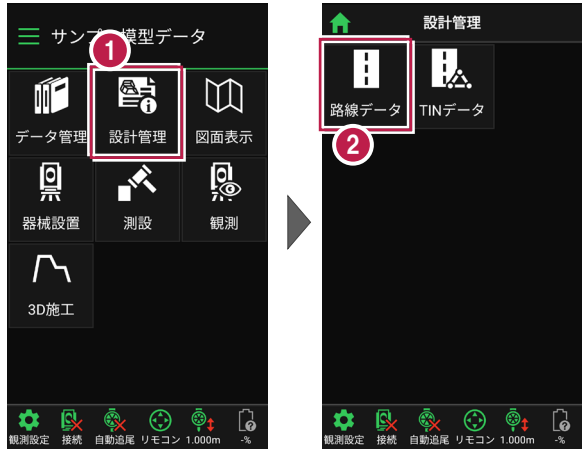 サンプ 模型データ
1
データ管理 設計管理 図面表示
器械設置 測設 観測
3D施工
観測設定 接続 自動追尾 リモコン 1.000m -%
設計管理
路線データ TINデータ
2
観測設定 接続 自動追尾 リモコン 1.000m -%